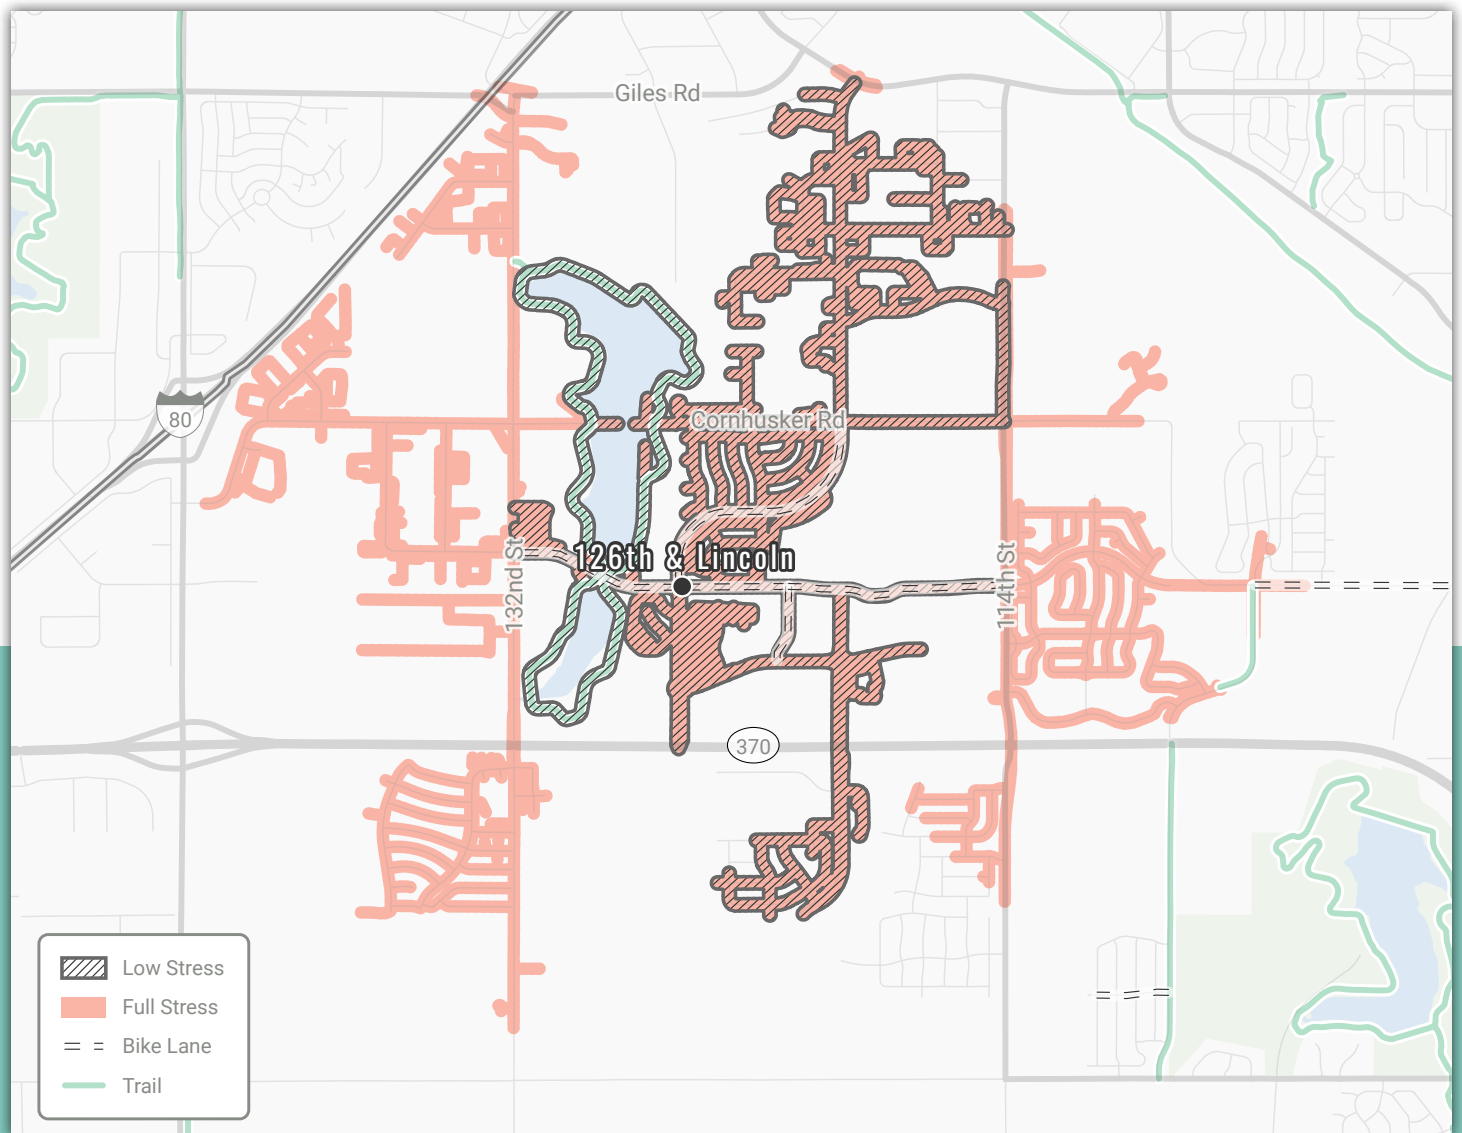 Giles Rd
80
Cornhusker Rd
126th & Lincoln
132nd St
114th St
370
Low Stress
Full Stress
Bike Lane
Trail